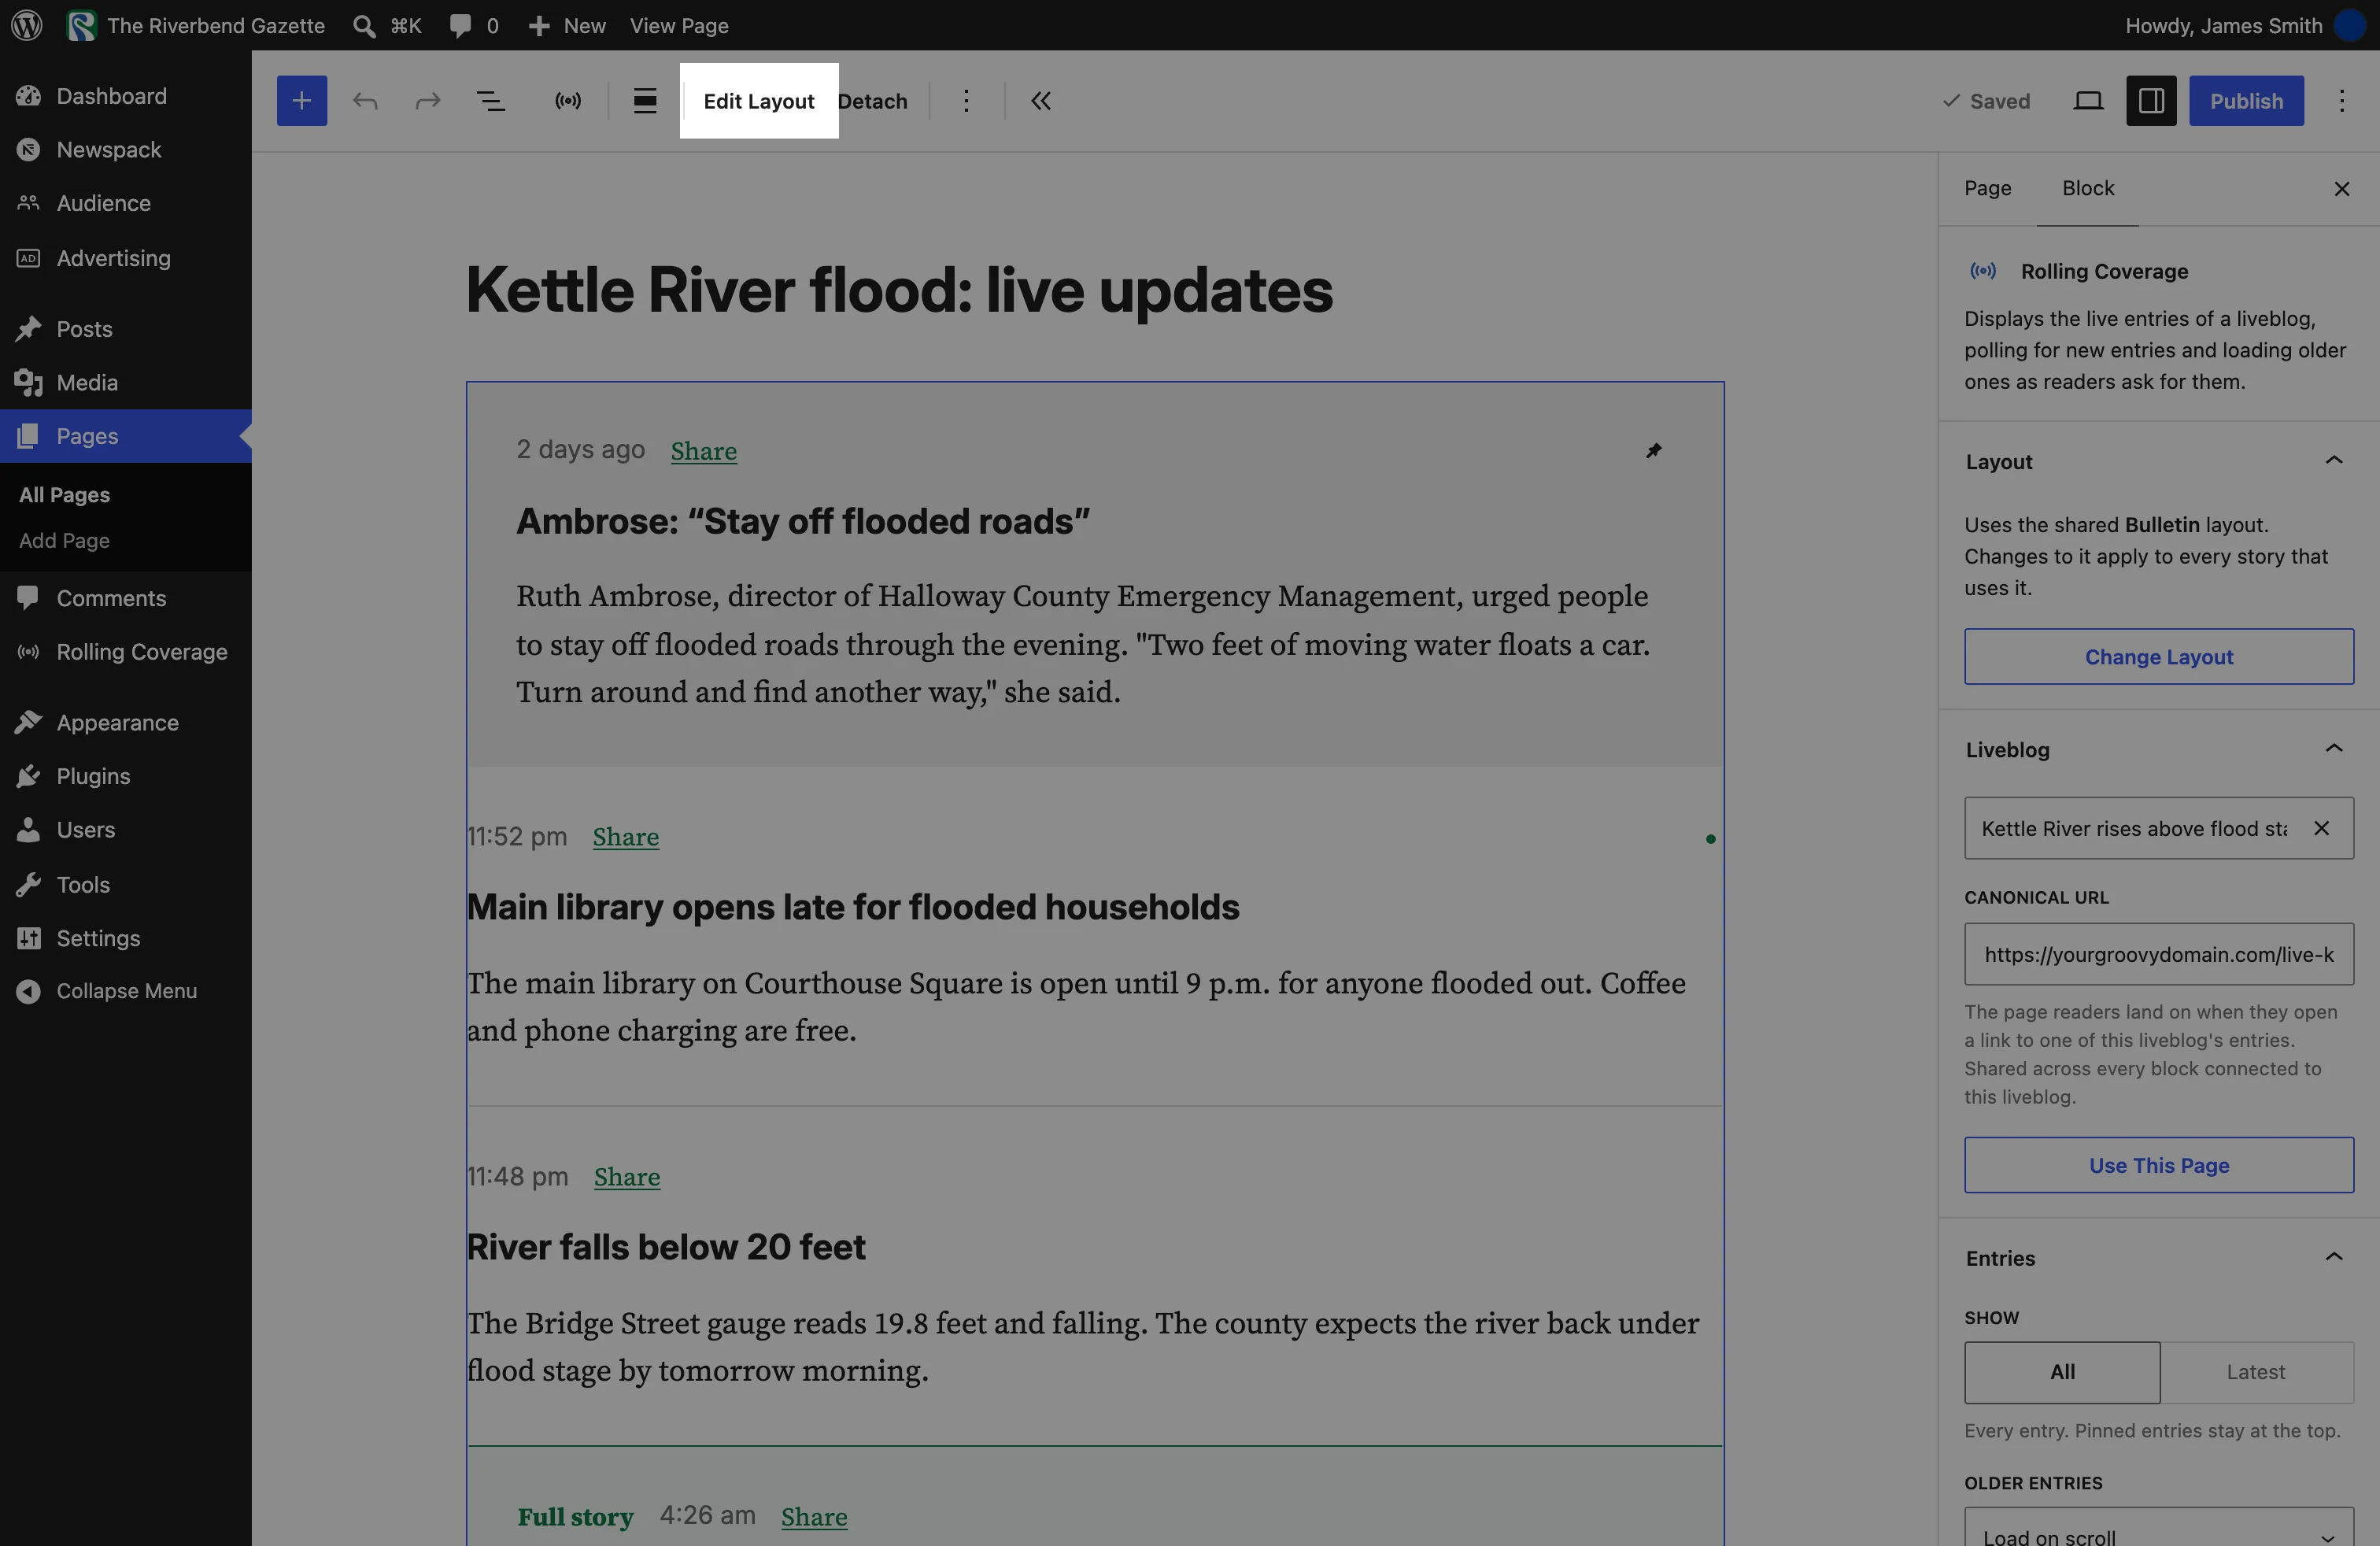 The Riverbend Gazette
⌘K
0
New
View Page
Howdy, James Smith
Dashboard
Newspack
Audience
AD
Advertising
Posts
Media
Pages
All Pages
Add Page
Comments
Rolling Coverage
Appearance
Plugins
Users
Tools
Settings
Collapse Menu
Edit Layout
Detach
Saved
Publish
Kettle River flood: live updates
2 days ago Share
Ambrose: “Stay off flooded roads”
Ruth Ambrose, director of Halloway County Emergency Management, urged people
to stay off flooded roads through the evening. "Two feet of moving water floats a car.
Turn around and find another way," she said.
11:52 pm Share
Main library opens late for flooded households
The main library on Courthouse Square is open until 9 p.m. for anyone flooded out. Coffee
and phone charging are free.
11:48 pm Share
River falls below 20 feet
The Bridge Street gauge reads 19.8 feet and falling. The county expects the river back under
flood stage by tomorrow morning.
Full story 4:26 am Share
Page
Block
Rolling Coverage
Displays the live entries of a liveblog,
polling for new entries and loading older
ones as readers ask for them.
Layout
Uses the shared Bulletin layout.
Changes to it apply to every story that
uses it.
Change Layout
Liveblog
Kettle River rises above flood sta
CANONICAL URL
https://yourgroovydomain.com/live-k
The page readers land on when they open
a link to one of this liveblog's entries.
Shared across every block connected to
this liveblog.
Use This Page
Entries
SHOW
All
Latest
Every entry. Pinned entries stay at the top.
OLDER ENTRIES
Load on scroll